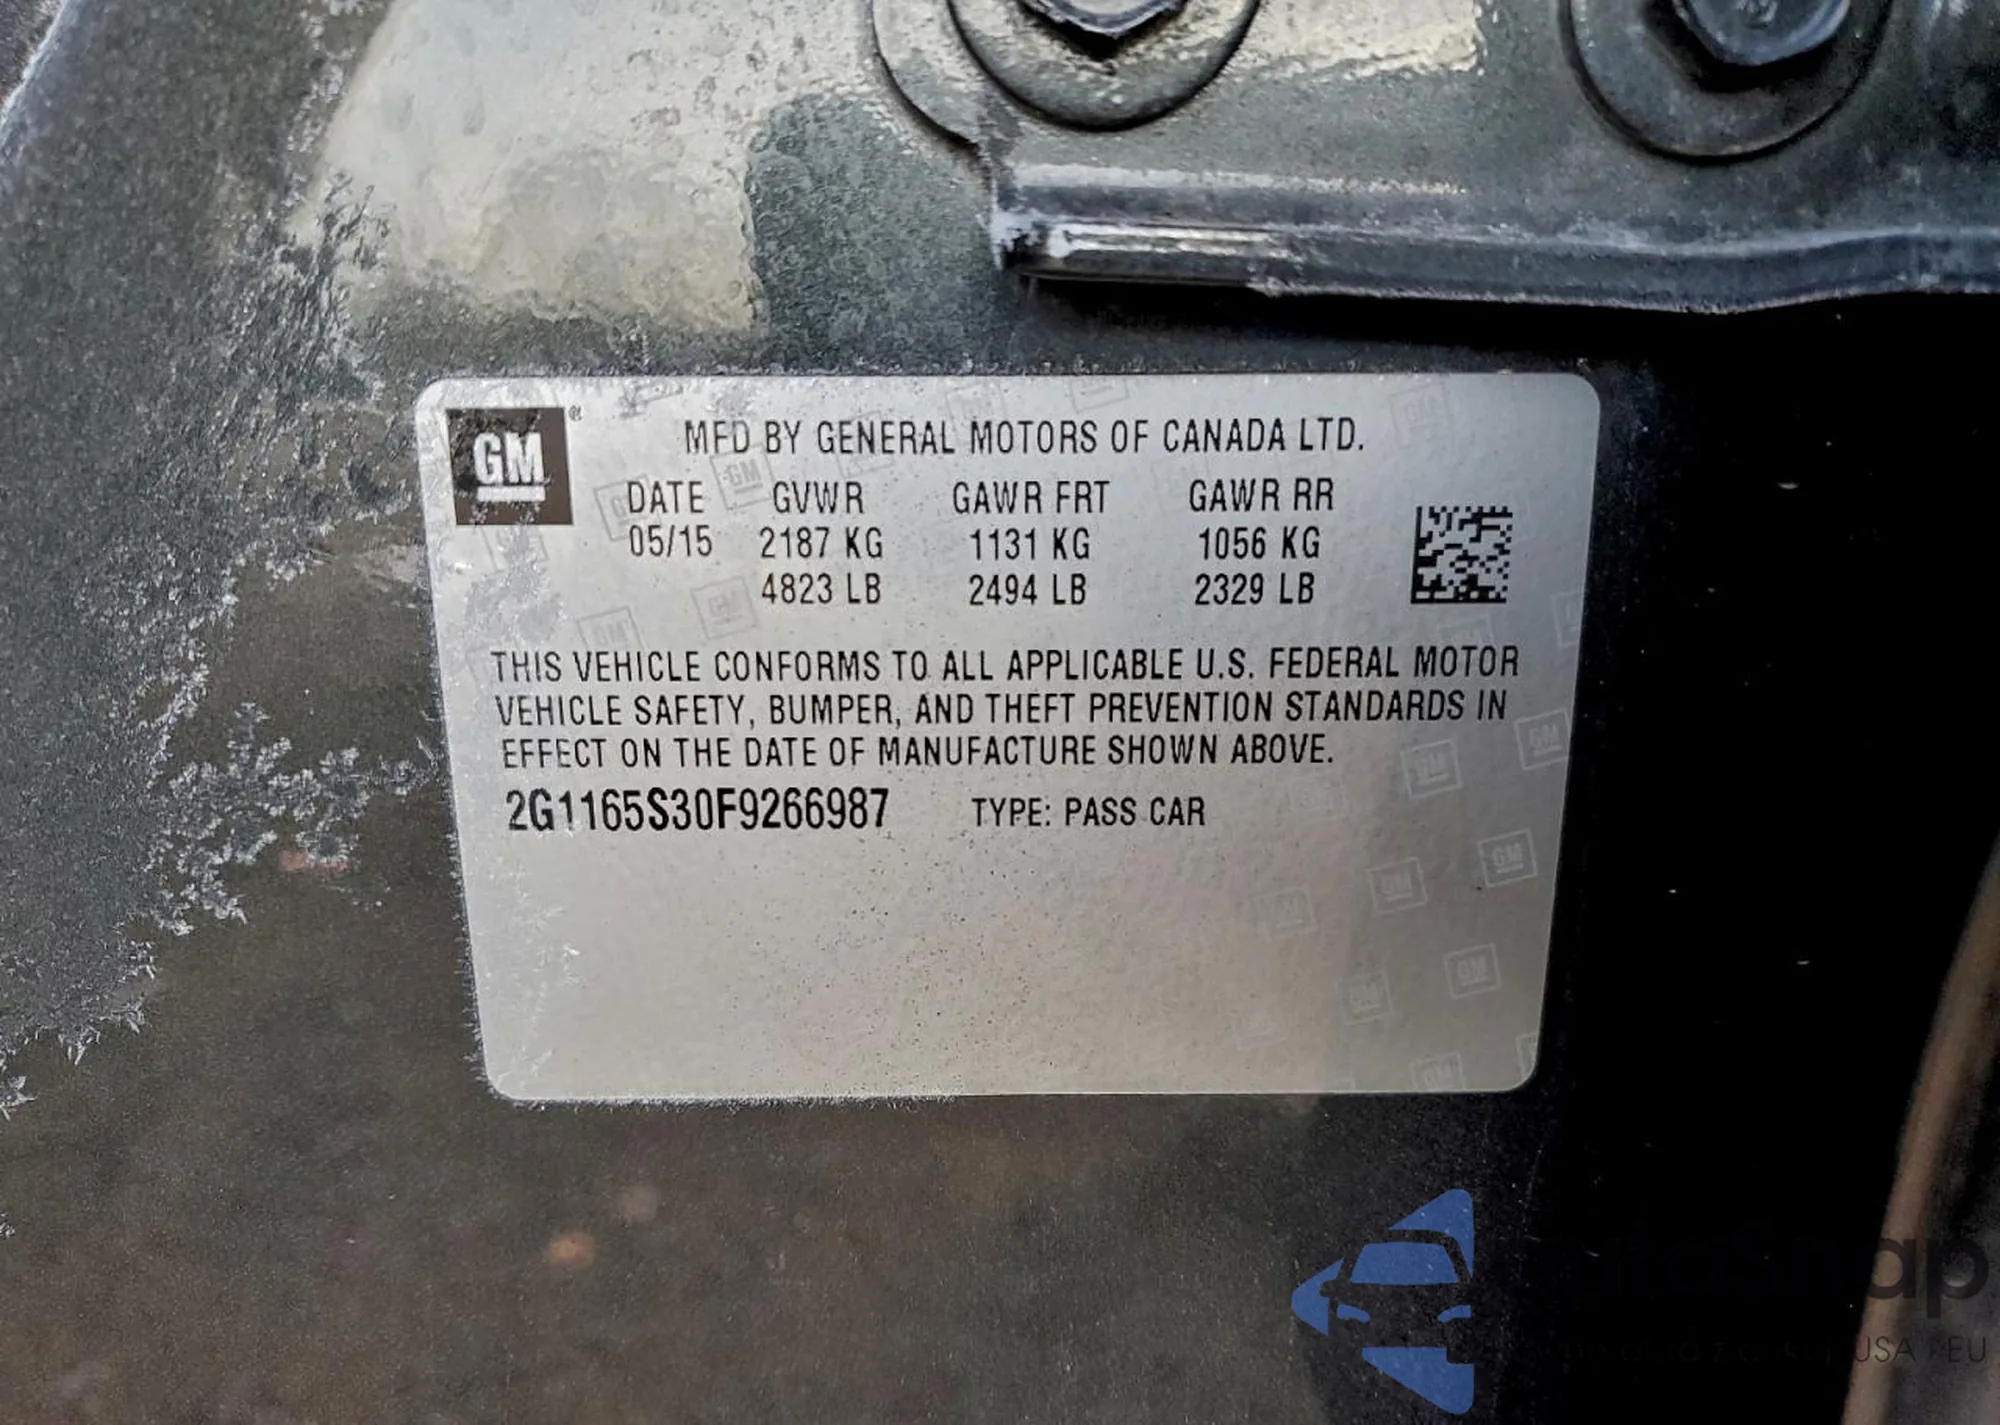 GM ®
MFD BY GENERAL MOTORS OF CANADA LTD.
DATE GVWR GAWR FRT GAWR RR
05/15 2187 KG 1131 KG 1056 KG
4823 LB 2494 LB 2329 LB
THIS VEHICLE CONFORMS TO ALL APPLICABLE U.S. FEDERAL MOTOR
VEHICLE SAFETY, BUMPER, AND THEFT PREVENTION STANDARDS IN
EFFECT ON THE DATE OF MANUFACTURE SHOWN ABOVE.
2G1165S30F9266987 TYPE: PASS CAR
USA
EU